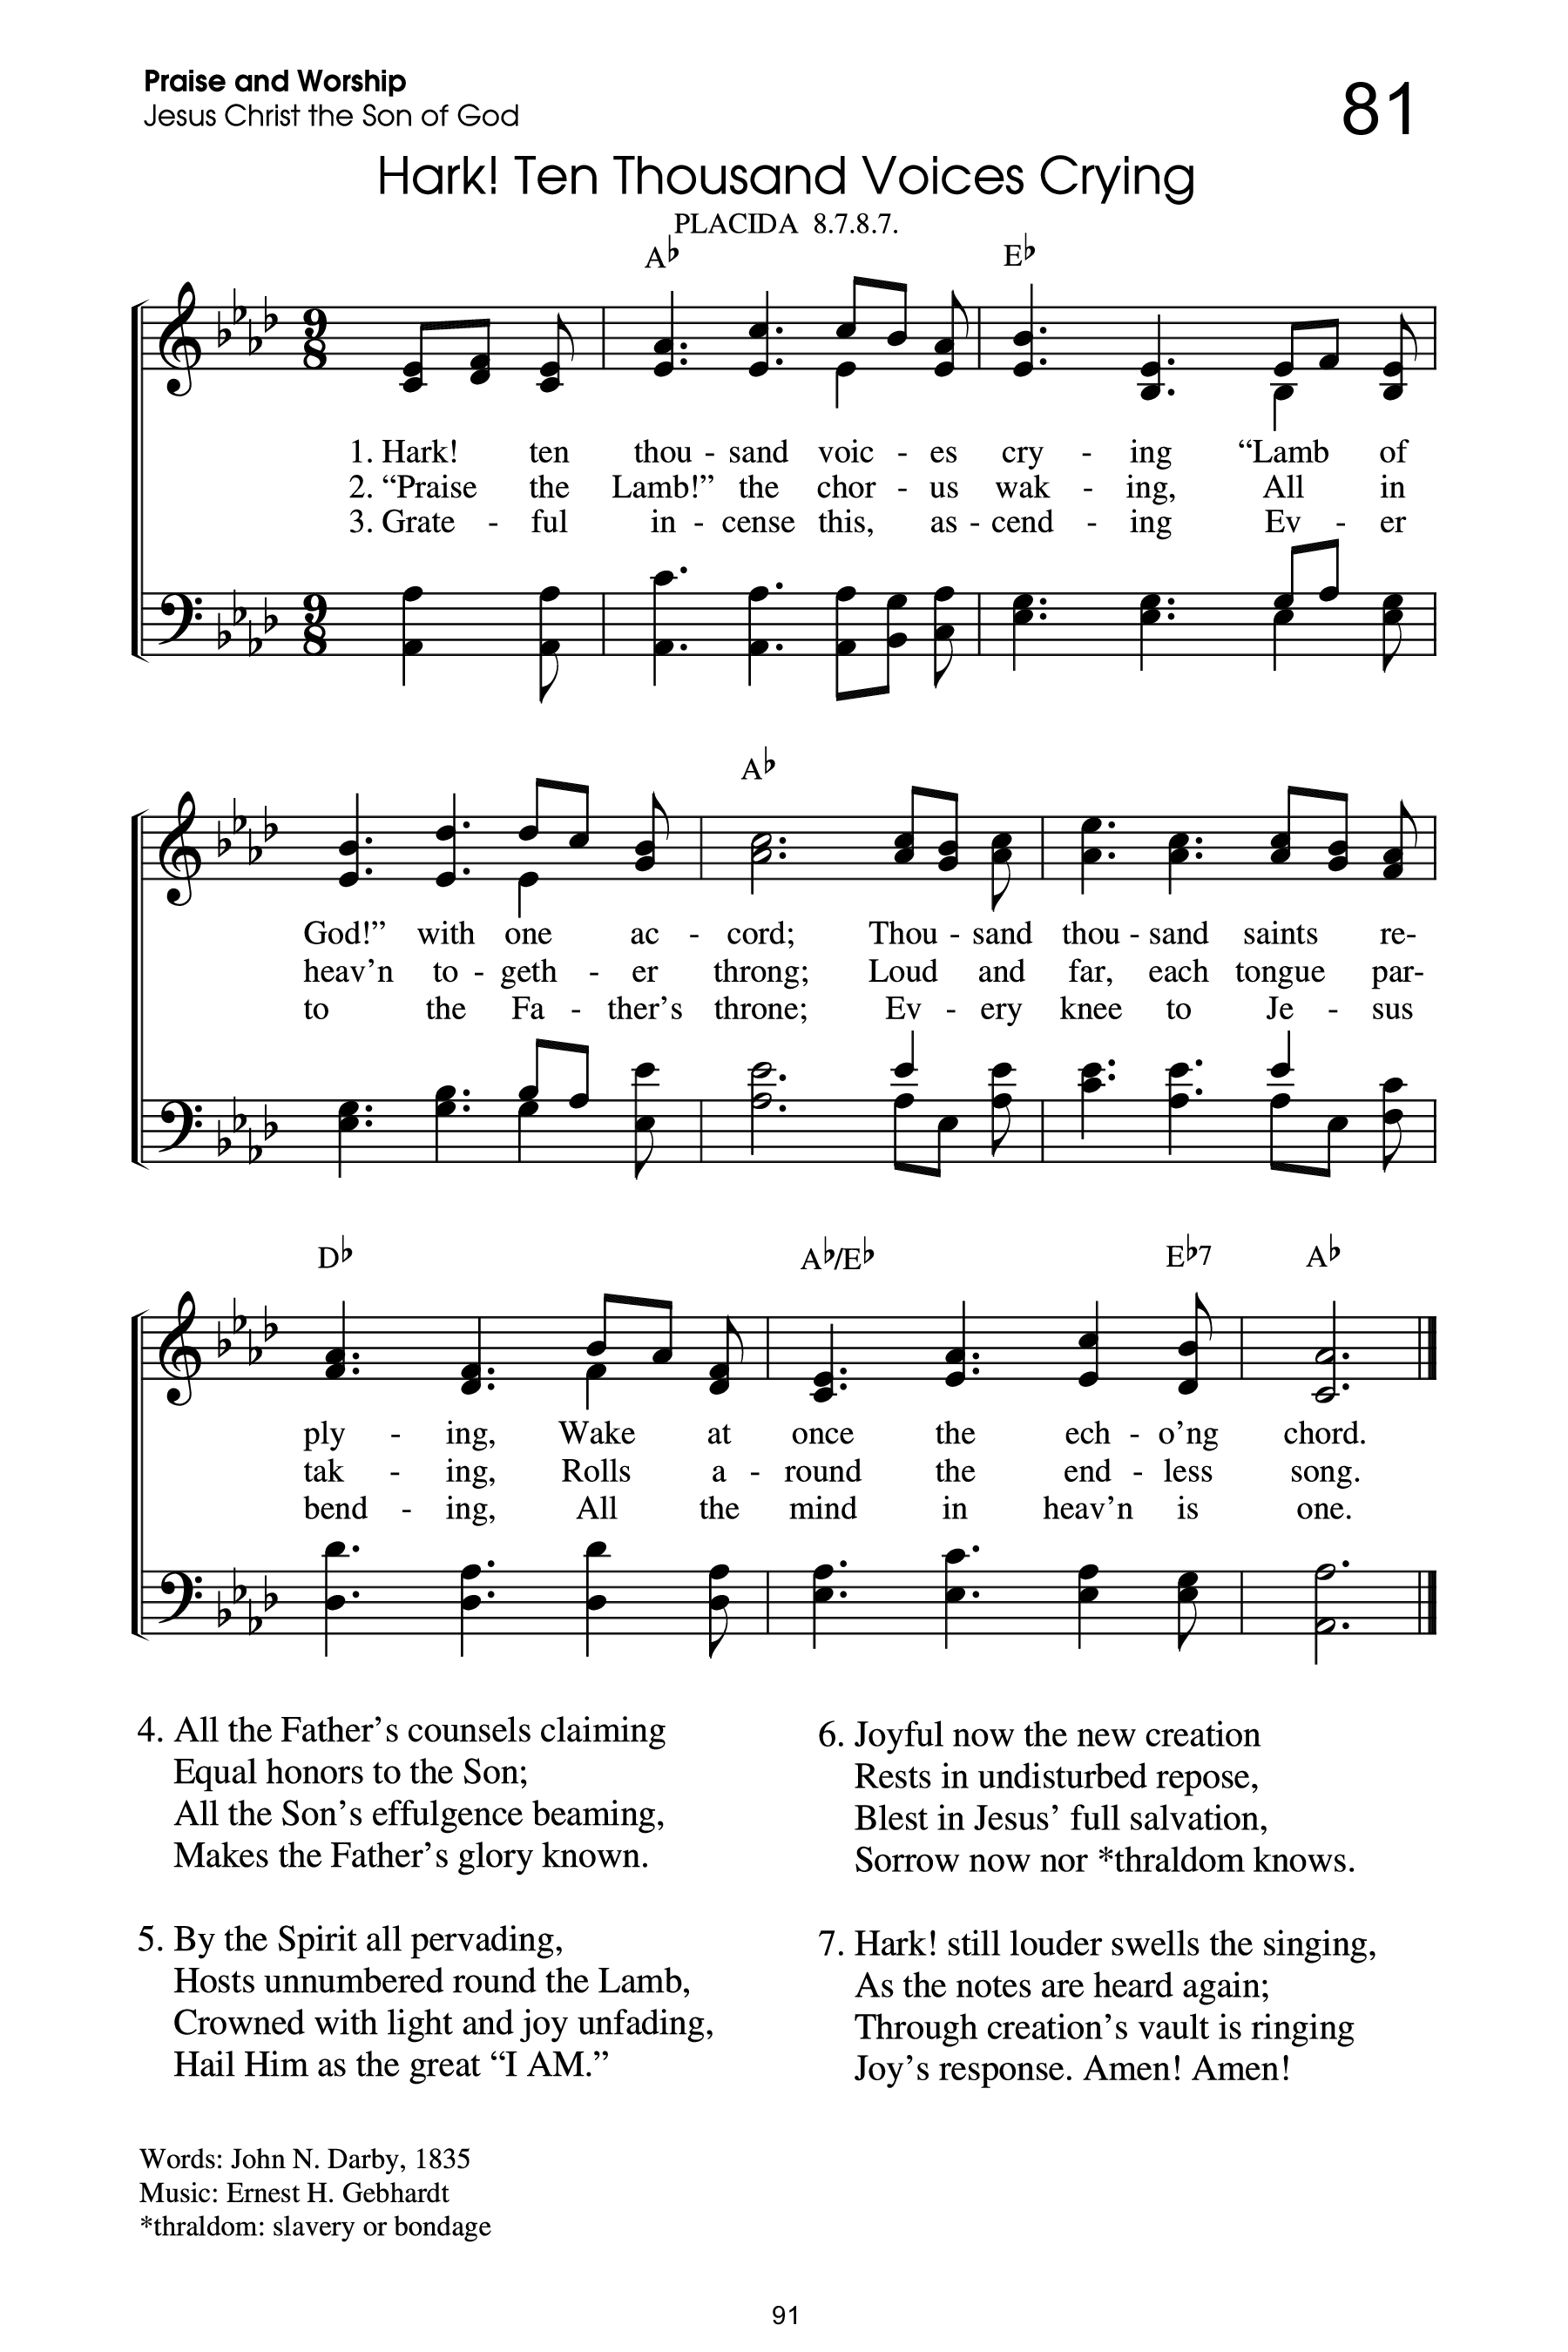 Praise and Worship
Jesus Christ the Son of God
81
Hark! Ten Thousand Voices Crying
PLACIDA 8.7.8.7.
A♭ E♭
9 8
1. Hark! ten thou - sand voic - es cry - ing “Lamb of
2. “Praise the Lamb!” the chor - us wak - ing, All in
3. Grate - ful in - cense this, as - cend - ing Ev - er
9 8
A♭
God!” with one ac - cord; Thou - sand thou - sand saints re-
heav’n to - geth - er throng; Loud and far, each tongue par-
to the Fa - ther’s throne; Ev - ery knee to Je - sus
D♭ A♭/E♭ E♭7 A♭
ply - ing, Wake at once the ech - o’ng chord.
tak - ing, Rolls a - round the end - less song.
bend - ing, All the mind in heav’n is one.
4. All the Father’s counsels claiming
Equal honors to the Son;
All the Son’s effulgence beaming,
Makes the Father’s glory known.
5. By the Spirit all pervading,
Hosts unnumbered round the Lamb,
Crowned with light and joy unfading,
Hail Him as the great “I AM.”
6. Joyful now the new creation
Rests in undisturbed repose,
Blest in Jesus’ full salvation,
Sorrow now nor *thraldom knows.
7. Hark! still louder swells the singing,
As the notes are heard again;
Through creation’s vault is ringing
Joy’s response. Amen! Amen!
Words: John N. Darby, 1835
Music: Ernest H. Gebhardt
*thraldom: slavery or bondage
91